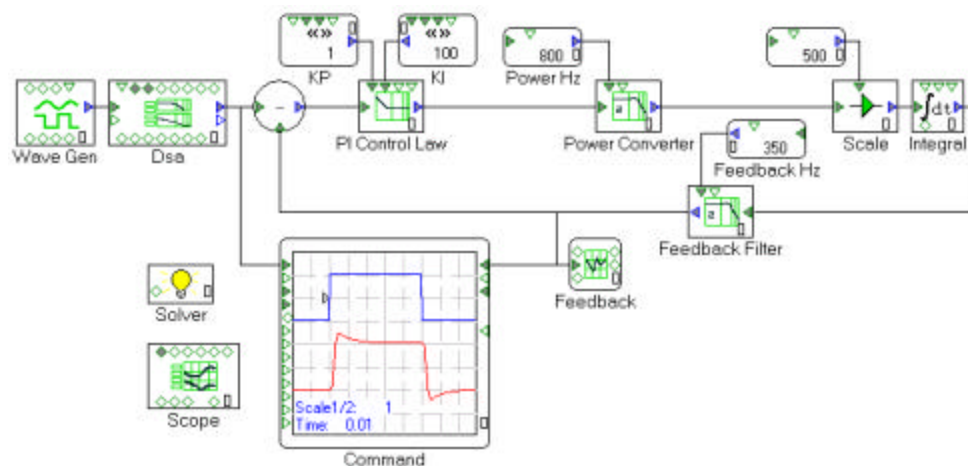 «»
1
KP
«»
100
KI
800
Power Hz
500
Wave Gen
Dsa
-
PI Control Law
a
Power Converter
Scale
∫dt
Integral
350
Feedback Hz
a
Feedback Filter
Feedback
Solver
Scope
Scale1/2: 1
Time: 0.01
Command